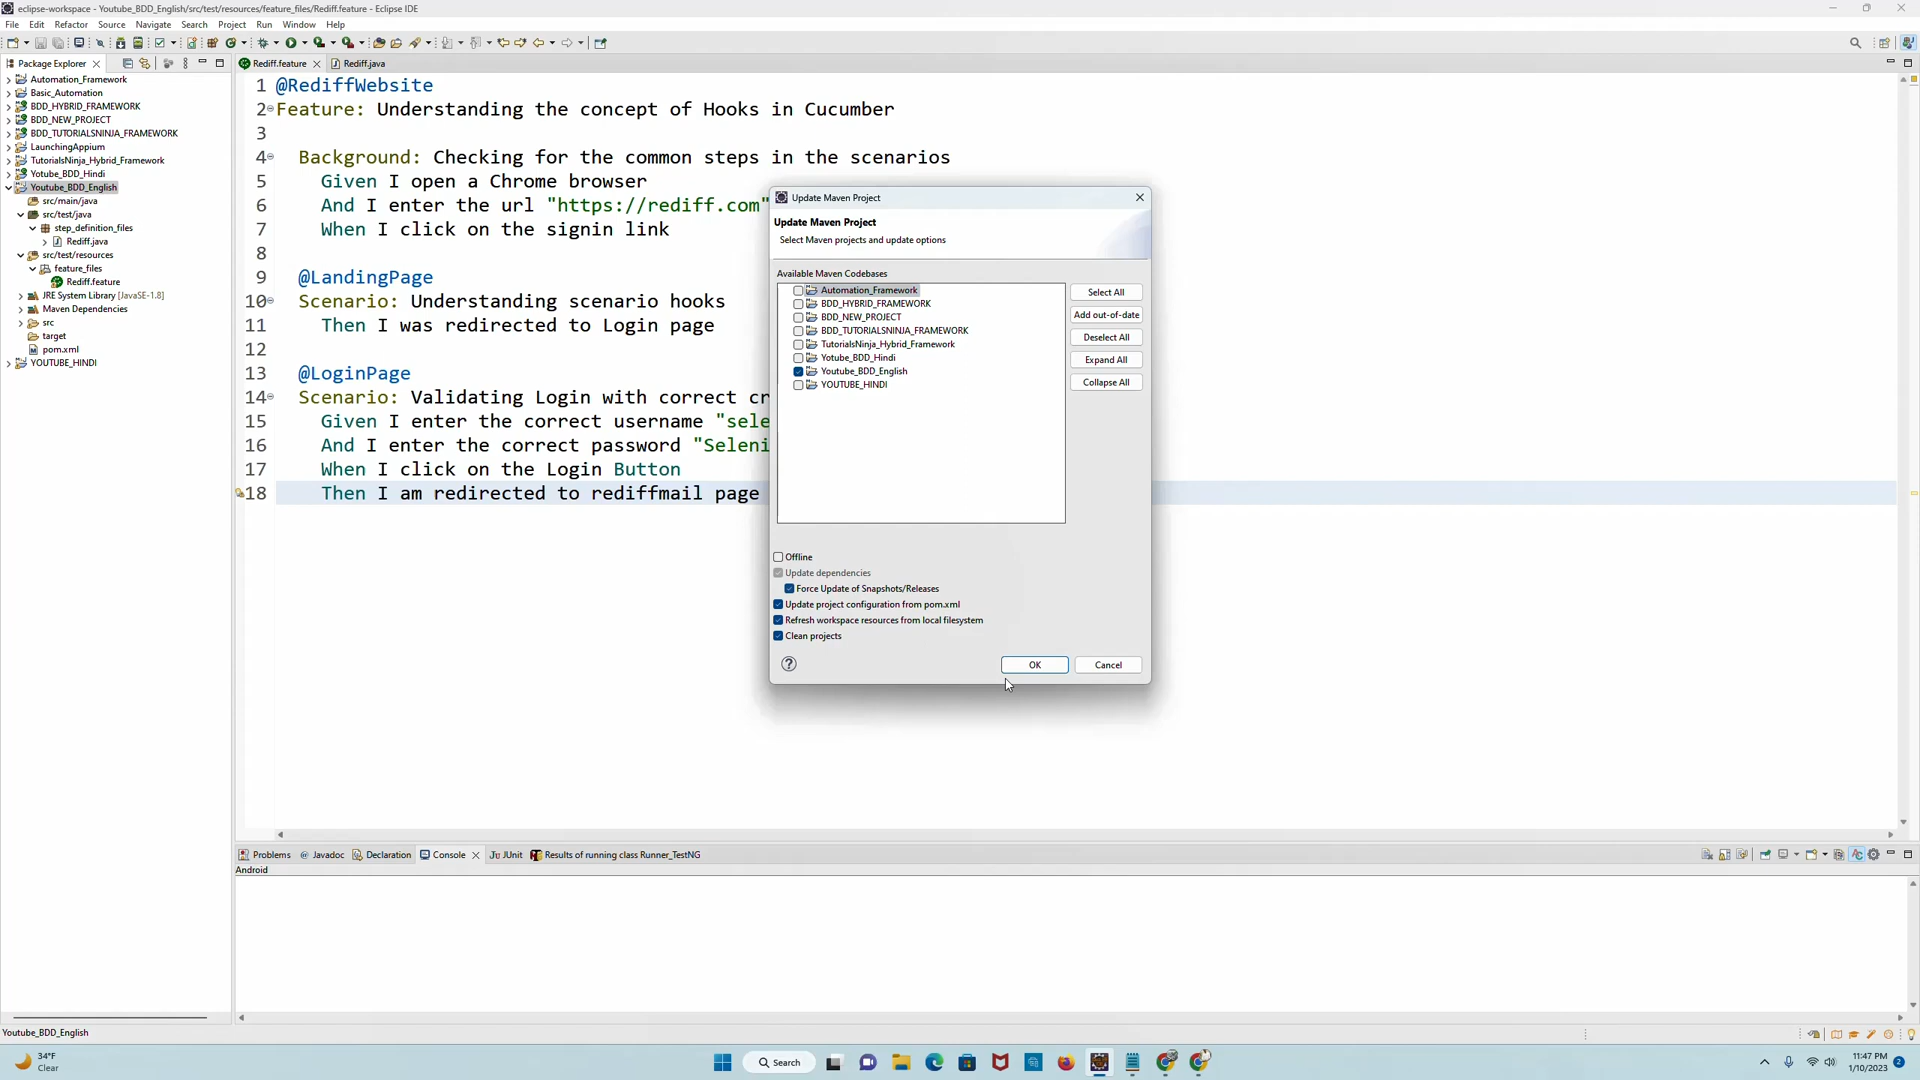 eclipse-workspace - Youtube_BDD_English/src/test/resources/feature_files/Rediff.feature - Eclipse IDE
File Edit Refactor Source Navigate Search Project Run Window Help
Package Explorer
Rediff.feature
Rediff.java
Automation_Framework
Basic_Automation
BDD_HYBRID_FRAMEWORK
BDD_NEW_PROJECT
BDD_TUTORIALSNINJA_FRAMEWORK
LaunchingAppium
TutorialsNinja_Hybrid_Framework
Yotube_BDD_Hindi
Youtube_BDD_English
src/main/java
src/test/java
step_definition_files
Rediff.java
src/test/resources
feature_files
Rediff.feature
JRE System Library [JavaSE-1.8]
Maven Dependencies
src
target
pom.xml
YOUTUBE_HINDI
1 @RediffWebsite
2 Feature: Understanding the concept of Hooks in Cucumber
3
4 Background: Checking for the common steps in the scenarios
5 Given I open a Chrome browser
6 And I enter the url "https://rediff.com"
7 When I click on the signin link
8
9 @LandingPage
10 Scenario: Understanding scenario hooks
11 Then I was redirected to Login page
12
13 @LoginPage
14 Scenario: Validating Login with correct cr
15 Given I enter the correct username "sele
16 And I enter the correct password "Seleni
17 When I click on the Login Button
18 Then I am redirected to rediffmail page
Update Maven Project
Update Maven Project
Select Maven projects and update options
Available Maven Codebases
Automation_Framework
BDD_HYBRID_FRAMEWORK
BDD_NEW_PROJECT
BDD_TUTORIALSNINJA_FRAMEWORK
TutorialsNinja_Hybrid_Framework
Yotube_BDD_Hindi
Youtube_BDD_English
YOUTUBE_HINDI
Select All
Add out-of-date
Deselect All
Expand All
Collapse All
Offline
Update dependencies
Force Update of Snapshots/Releases
Update project configuration from pom.xml
Refresh workspace resources from local filesystem
Clean projects
OK
Cancel
Problems
Javadoc
Declaration
Console
JUnit
Results of running class Runner_TestNG
Android
Youtube_BDD_English
34°F
Clear
Search
11:47 PM
1/10/2023
2